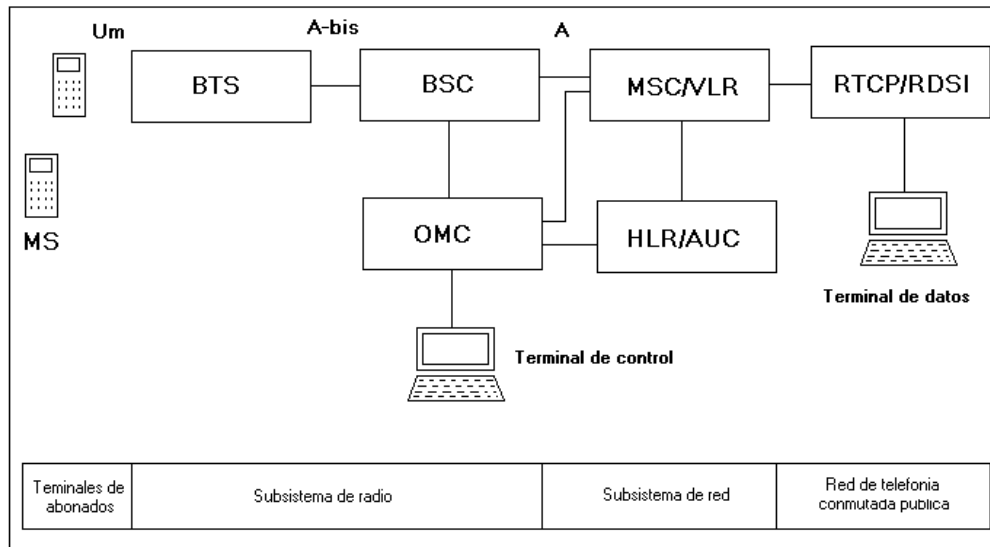 Um
A-bis
A
BTS
BSC
MSC/VLR
RTCP/RDSI
MS
OMC
HLR/AUC
Terminal de datos
Terminal de control
Teminales de
abonados
Subsistema de radio
Subsistema de red
Red de telefonia
conmutada publica